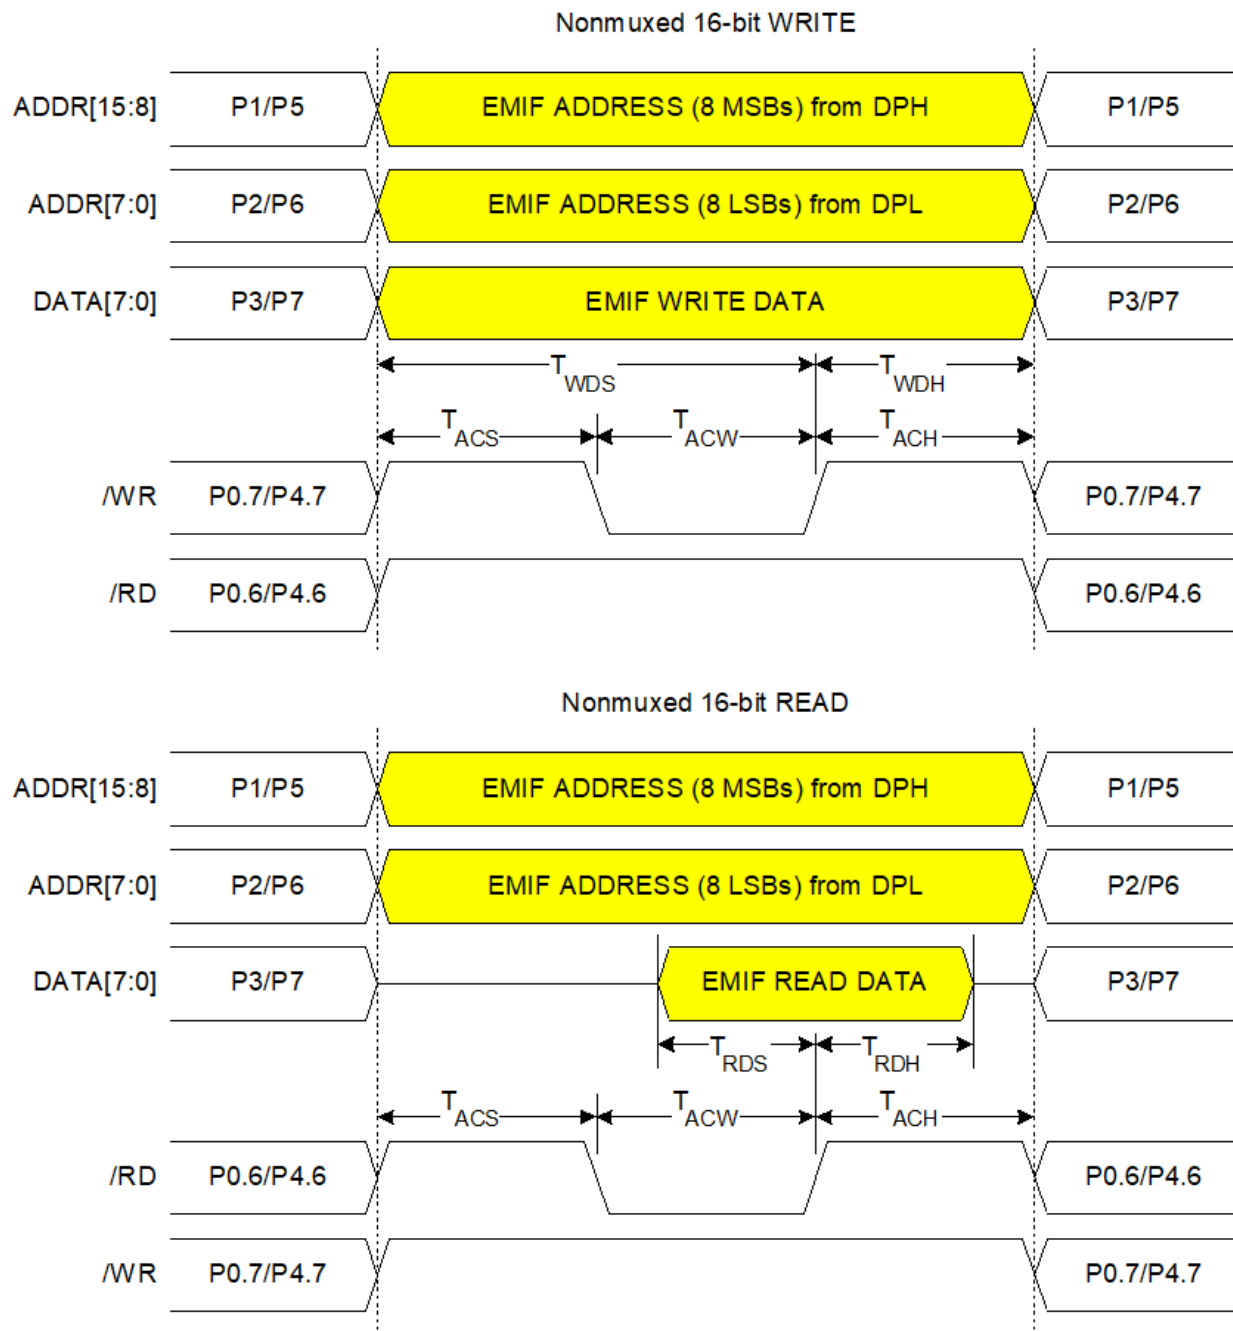 Nonmuxed 16-bit WRITE
ADDR[15:8] P1/P5 EMIF ADDRESS (8 MSBs) from DPH P1/P5
ADDR[7:0] P2/P6 EMIF ADDRESS (8 LSBs) from DPL P2/P6
DATA[7:0] P3/P7 EMIF WRITE DATA P3/P7
TWDS TWDH
TACS TACW TACH
/WR P0.7/P4.7 P0.7/P4.7
/RD P0.6/P4.6 P0.6/P4.6
Nonmuxed 16-bit READ
ADDR[15:8] P1/P5 EMIF ADDRESS (8 MSBs) from DPH P1/P5
ADDR[7:0] P2/P6 EMIF ADDRESS (8 LSBs) from DPL P2/P6
DATA[7:0] P3/P7 EMIF READ DATA P3/P7
TRDS TRDH
TACS TACW TACH
/RD P0.6/P4.6 P0.6/P4.6
/WR P0.7/P4.7 P0.7/P4.7